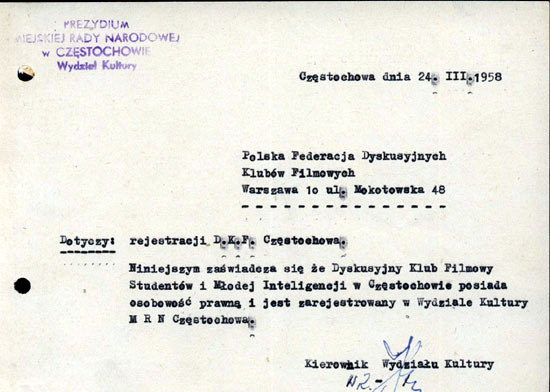 PREZYDIUM
MIEJSKIEJ RADY NARODOWEJ
w CZĘSTOCHOWIE
Wydział Kultury
Częstochowa dnia 24. III.1958
Polska Federacja Dyskusyjnych
Klubów Filmowych
Warszawa 10 ul. Mokotowska 48
Dotyczy: rejestracji D.K.F. Częstochowa.
Niniejszym zaświadcza się że Dyskusyjny Klub Filmowy
Studentów i Młodej Inteligencji w Częstochowie posiada
osobowość prawną i jest zarejestrowany w Wydziale Kultury
M R N Częstochowa.
Kierownik Wydziału Kultury